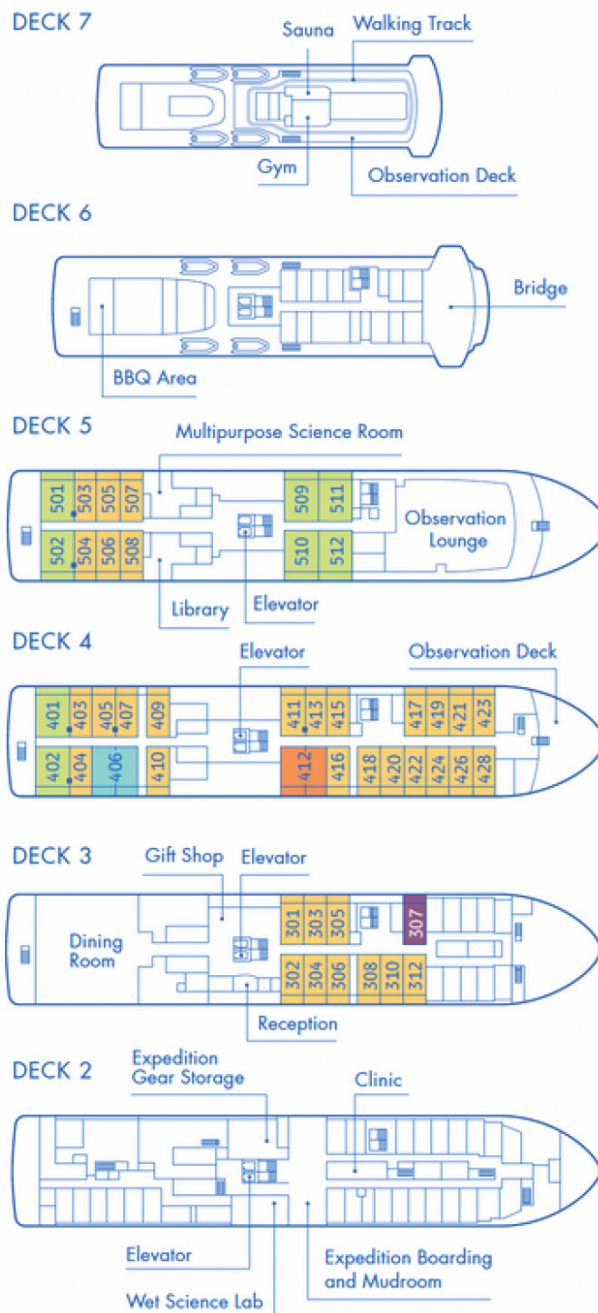 DECK 7
Sauna
Walking Track
Gym
Observation Deck
DECK 6
Bridge
BBQ Area
DECK 5
Multipurpose Science Room
501
503
505
507
509
511
502
504
506
508
510
512
Observation
Lounge
Library
Elevator
DECK 4
Elevator
Observation Deck
401
403
405
407
409
411
413
415
417
419
421
423
402
404
406
410
412
416
418
420
422
424
426
428
DECK 3
Gift Shop
Elevator
301
303
305
307
Dining
Room
302
304
306
308
310
312
Reception
DECK 2
Expedition
Gear Storage
Clinic
Elevator
Wet Science Lab
Expedition Boarding
and Mudroom